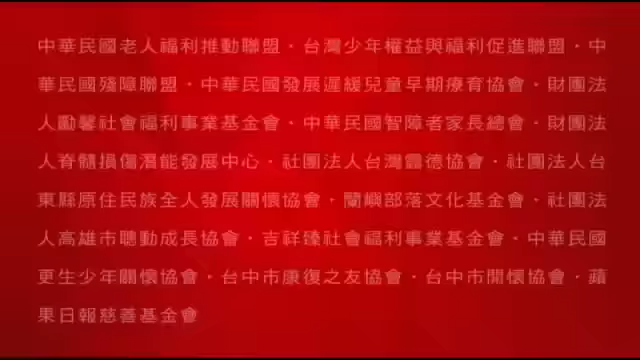 中華民國老人福利推動聯盟・台灣少年權益與福利促進聯盟・中
華民國殘障聯盟・中華民國發展遲緩兒童早期療育協會・財團法
人勵馨社會福利事業基金會・中華民國智障者家長總會・財團法
人脊髓損傷潛能發展中心・社團法人台灣露德協會・社團法人台
東縣原住民族全人發展關懷協會・蘭嶼部落文化基金會・社團法
人高雄市聰動成長協會・吉祥臻社會福利事業基金會・中華民國
更生少年關懷協會・台中市康復之友協會・台中市開懷協會・蘋
果日報慈善基金會